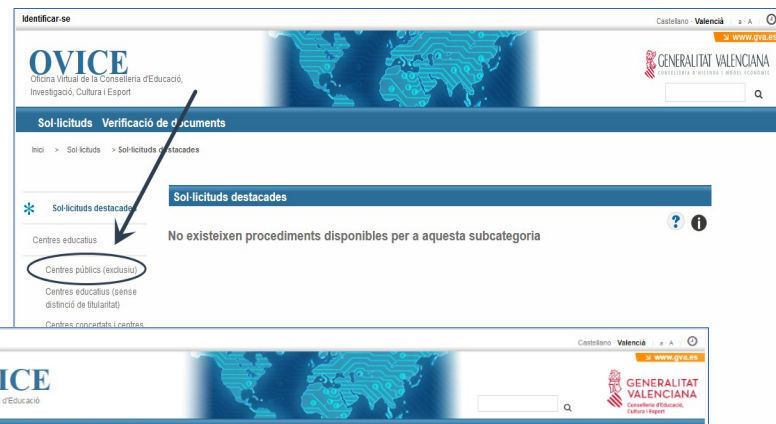 Identificar-se
Castellano · Valencià | a · A
www.gva.es
OVICE
Oficina Virtual de la Conselleria d'Educació,
Investigació, Cultura i Esport
GENERALITAT VALENCIANA
CONSELLERIA D'HISENDA I MODEL ECONÒMIC
Sol·licituds Verificació de documents
Inici > Sol·licituds > Sol·licituds destacades
Sol·licituds destacades
Sol·licituds destacades
? i
Centres educatius
No existeixen procediments disponibles per a aquesta subcategoria
Centres públics (exclusiu)
Centres educatius (sense
distinció de titularitat)
Centres concertats i centres
Castellano · Valencià | a · A
www.gva.es
ICE
d'Educació
GENERALITAT
VALENCIANA
Conselleria d'Educació,
Cultura i Esport